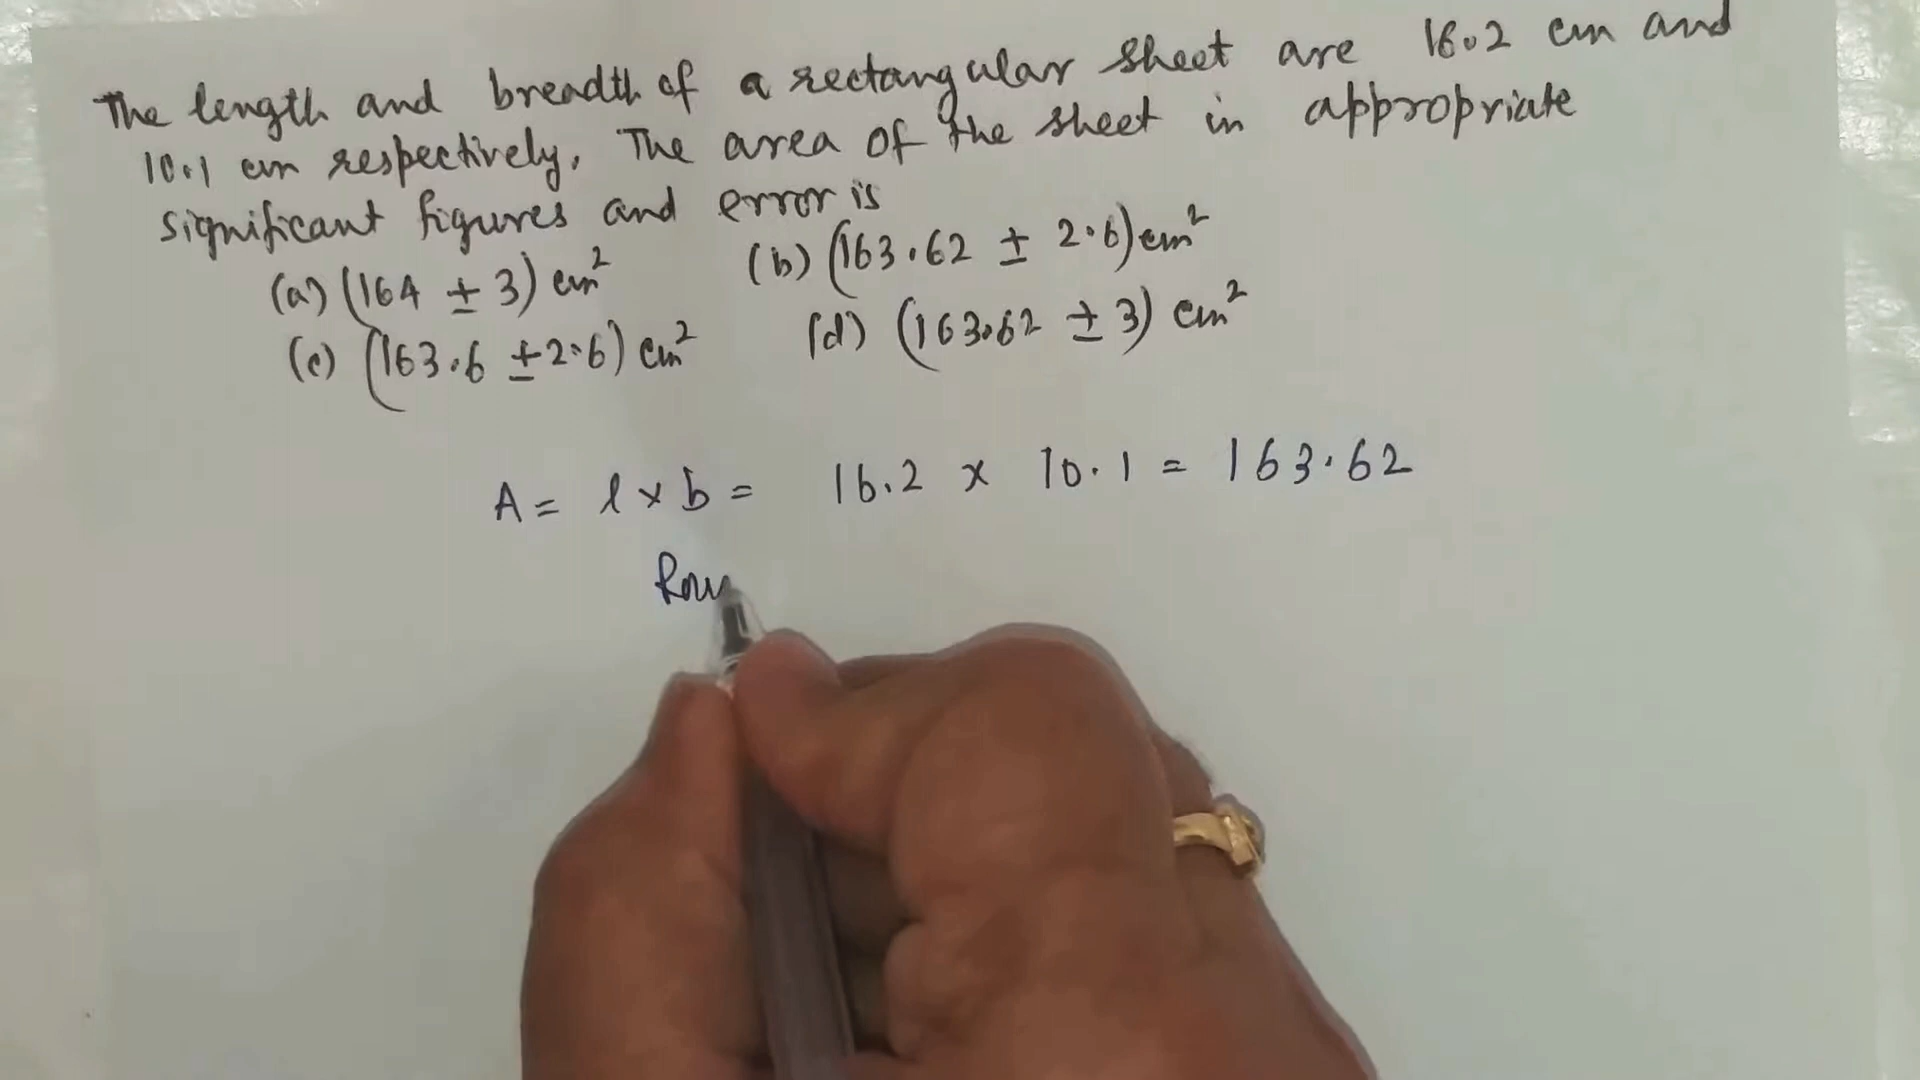 The length and breadth of a rectangular sheet are 16.2 cm and
10.1 cm respectively. The area of the sheet in appropriate
significant figures and error is
(a) (164 ± 3) cm² (b) (163.62 ± 2.6) cm²
(c) (163.6 ± 2.6) cm² (d) (163.62 ± 3) cm²
A = l × b = 16.2 × 10.1 = 163.62
Roun